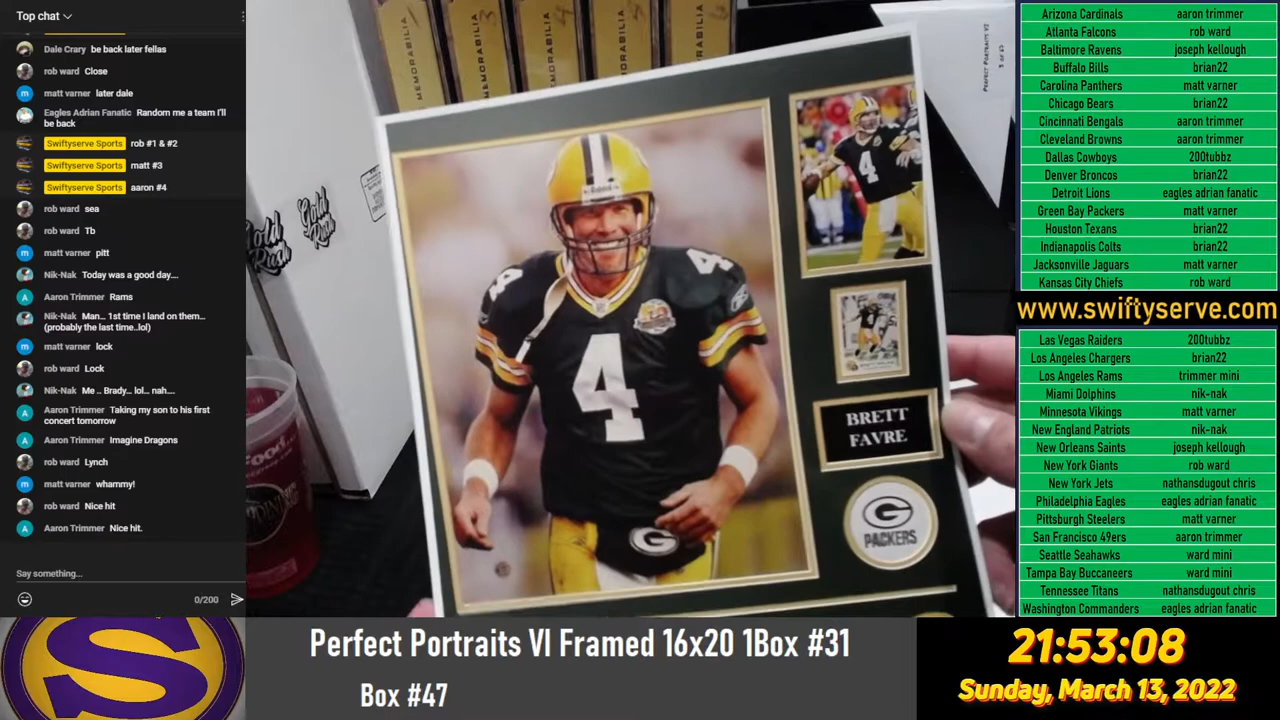 Top chat
Dale Crary be back later fellas
rob ward Close
matt varner later dale
Eagles Adrian Fanatic Random me a team I'll
be back
Swiftyserve Sports rob #1 & #2
Swiftyserve Sports matt #3
Swiftyserve Sports aaron #4
rob ward sea
rob ward Tb
matt varner pitt
Nik-Nak Today was a good day....
Aaron Trimmer Rams
Nik-Nak Man... 1st time I land on them...
(probably the last time..lol)
matt varner lock
rob ward Lock
Nik-Nak Me .. Brady.. lol... nah....
Aaron Trimmer Taking my son to his first
concert tomorrow
Aaron Trimmer Imagine Dragons
rob ward Lynch
matt varner whammy!
rob ward Nice hit
Aaron Trimmer Nice hit.
Say something...
0/200
S
MEMORABILIA
MEMORABILIA
MEMORABILIA
MEMORABILIA
MEMORABILIA
PERFECT PORTRAITS VI
Gold
Rush
Gold
Rush
4
4
4
4
G
BRETT
FAVRE
G
PACKERS
Perfect Portraits VI Framed 16x20 1Box #31
Box #47
Arizona Cardinals aaron trimmer
Atlanta Falcons rob ward
Baltimore Ravens joseph kellough
Buffalo Bills brian22
Carolina Panthers matt varner
Chicago Bears brian22
Cincinnati Bengals aaron trimmer
Cleveland Browns aaron trimmer
Dallas Cowboys 200tubbz
Denver Broncos brian22
Detroit Lions eagles adrian fanatic
Green Bay Packers matt varner
Houston Texans brian22
Indianapolis Colts brian22
Jacksonville Jaguars matt varner
Kansas City Chiefs rob ward
www.swiftyserve.com
Las Vegas Raiders 200tubbz
Los Angeles Chargers brian22
Los Angeles Rams trimmer mini
Miami Dolphins nik-nak
Minnesota Vikings matt varner
New England Patriots nik-nak
New Orleans Saints joseph kellough
New York Giants rob ward
New York Jets nathansdugout chris
Philadelphia Eagles eagles adrian fanatic
Pittsburgh Steelers matt varner
San Francisco 49ers aaron trimmer
Seattle Seahawks ward mini
Tampa Bay Buccaneers ward mini
Tennessee Titans nathansdugout chris
Washington Commanders eagles adrian fanatic
21:53:08
Sunday, March 13, 2022